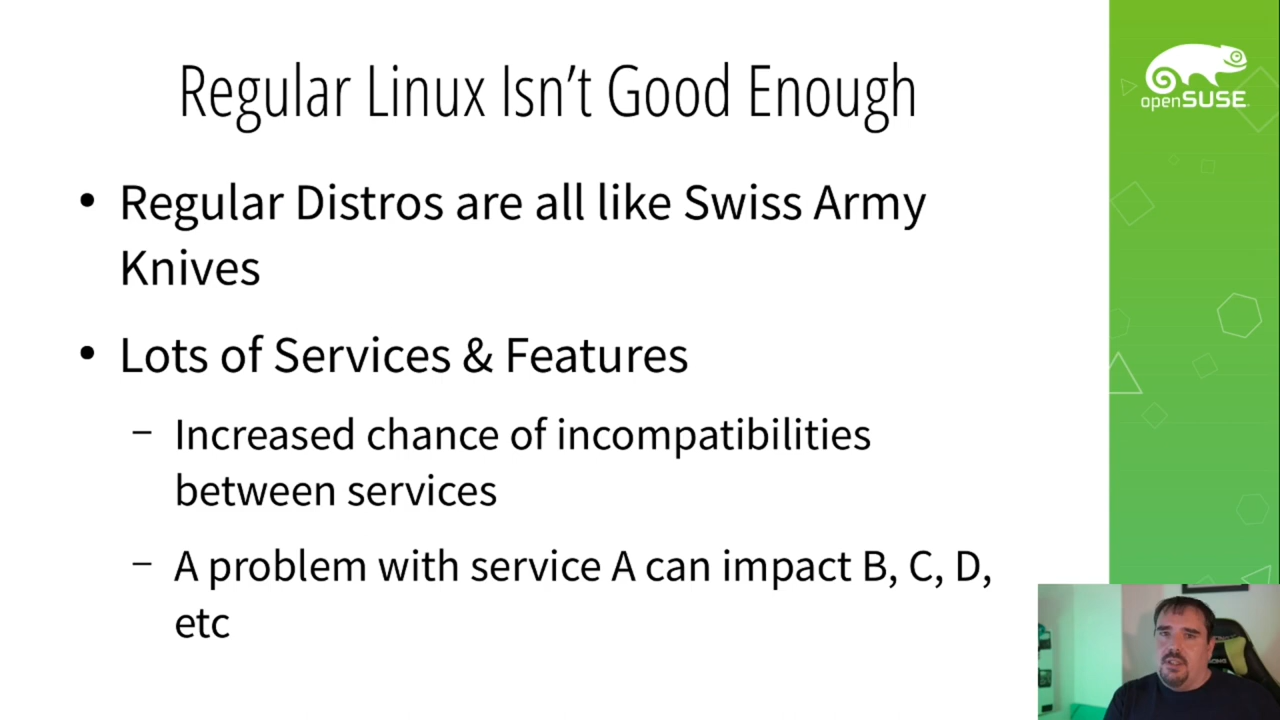 Regular Linux Isn't Good Enough
openSUSE
• Regular Distros are all like Swiss Army
Knives
• Lots of Services & Features
– Increased chance of incompatibilities
between services
– A problem with service A can impact B, C, D,
etc